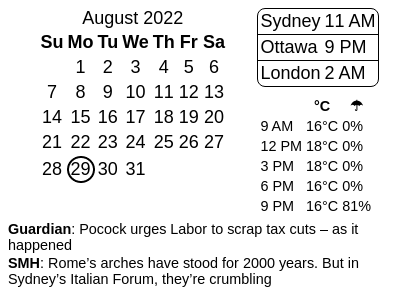 August 2022
Su Mo Tu We Th Fr Sa
1 2 3 4 5 6
7 8 9 10 11 12 13
14 15 16 17 18 19 20
21 22 23 24 25 26 27
28 29 30 31
Sydney 11 AM
Ottawa 9 PM
London 2 AM
°C ☂
9 AM 16°C 0%
12 PM 18°C 0%
3 PM 18°C 0%
6 PM 16°C 0%
9 PM 16°C 81%
Guardian: Pocock urges Labor to scrap tax cuts – as it
happened
SMH: Rome’s arches have stood for 2000 years. But in
Sydney’s Italian Forum, they’re crumbling